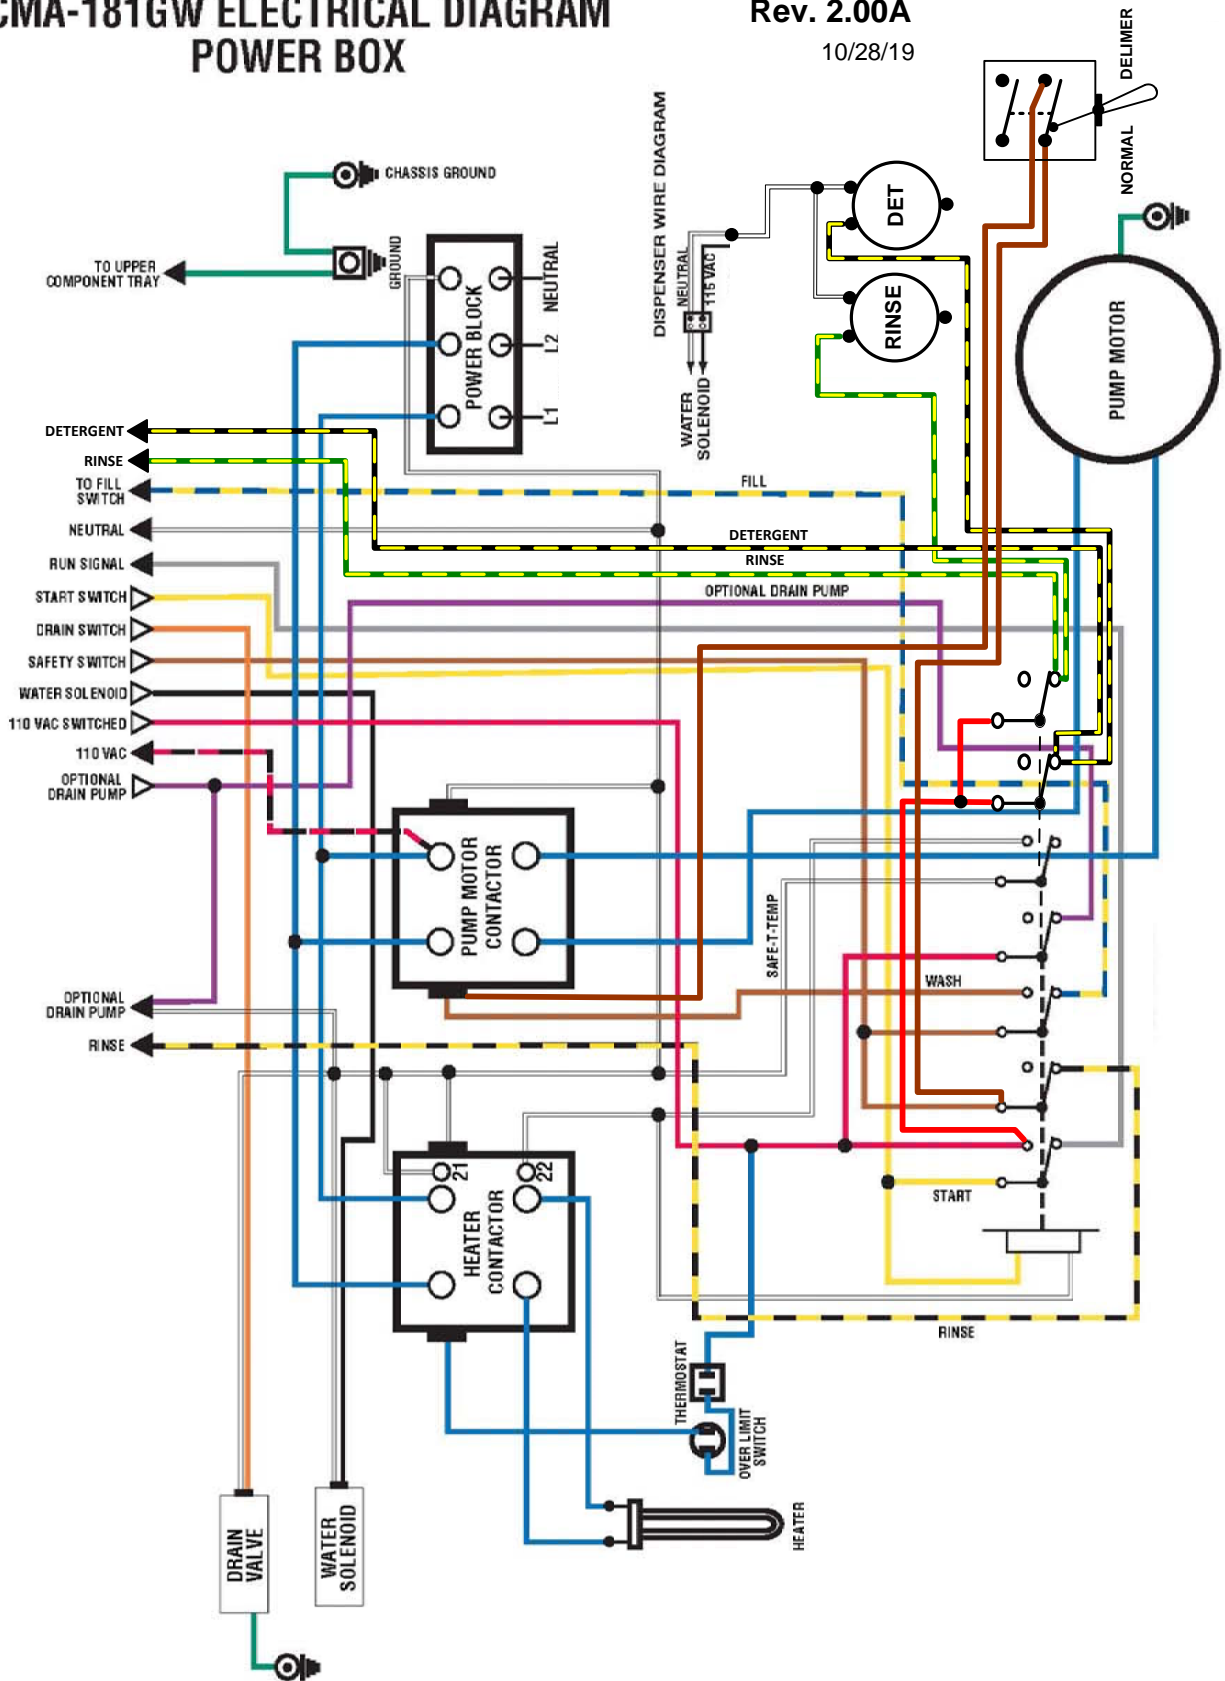 CMA-181GW ELECTRICAL DIAGRAM
POWER BOX
Rev. 2.00A
10/28/19
DELIMER
NORMAL
CHASSIS GROUND
GROUND
TO UPPER
COMPONENT TRAY
POWER BLOCK
NEUTRAL
L2
L1
DISPENSER WIRE DIAGRAM
NEUTRAL
115 VAC
WATER
SOLENOID
DET
RINSE
PUMP MOTOR
DETERGENT
RINSE
TO FILL
SWITCH
NEUTRAL
RUN SIGNAL
START SWITCH
DRAIN SWITCH
SAFETY SWITCH
WATER SOLENOID
110 VAC SWITCHED
110 VAC
OPTIONAL
DRAIN PUMP
FILL
DETERGENT
RINSE
OPTIONAL DRAIN PUMP
PUMP MOTOR
CONTACTOR
SAFE-T-TEMP
WASH
OPTIONAL
DRAIN PUMP
RINSE
21
22
HEATER
CONTACTOR
START
RINSE
THERMOSTAT
OVER LIMIT
SWITCH
HEATER
DRAIN
VALVE
WATER
SOLENOID